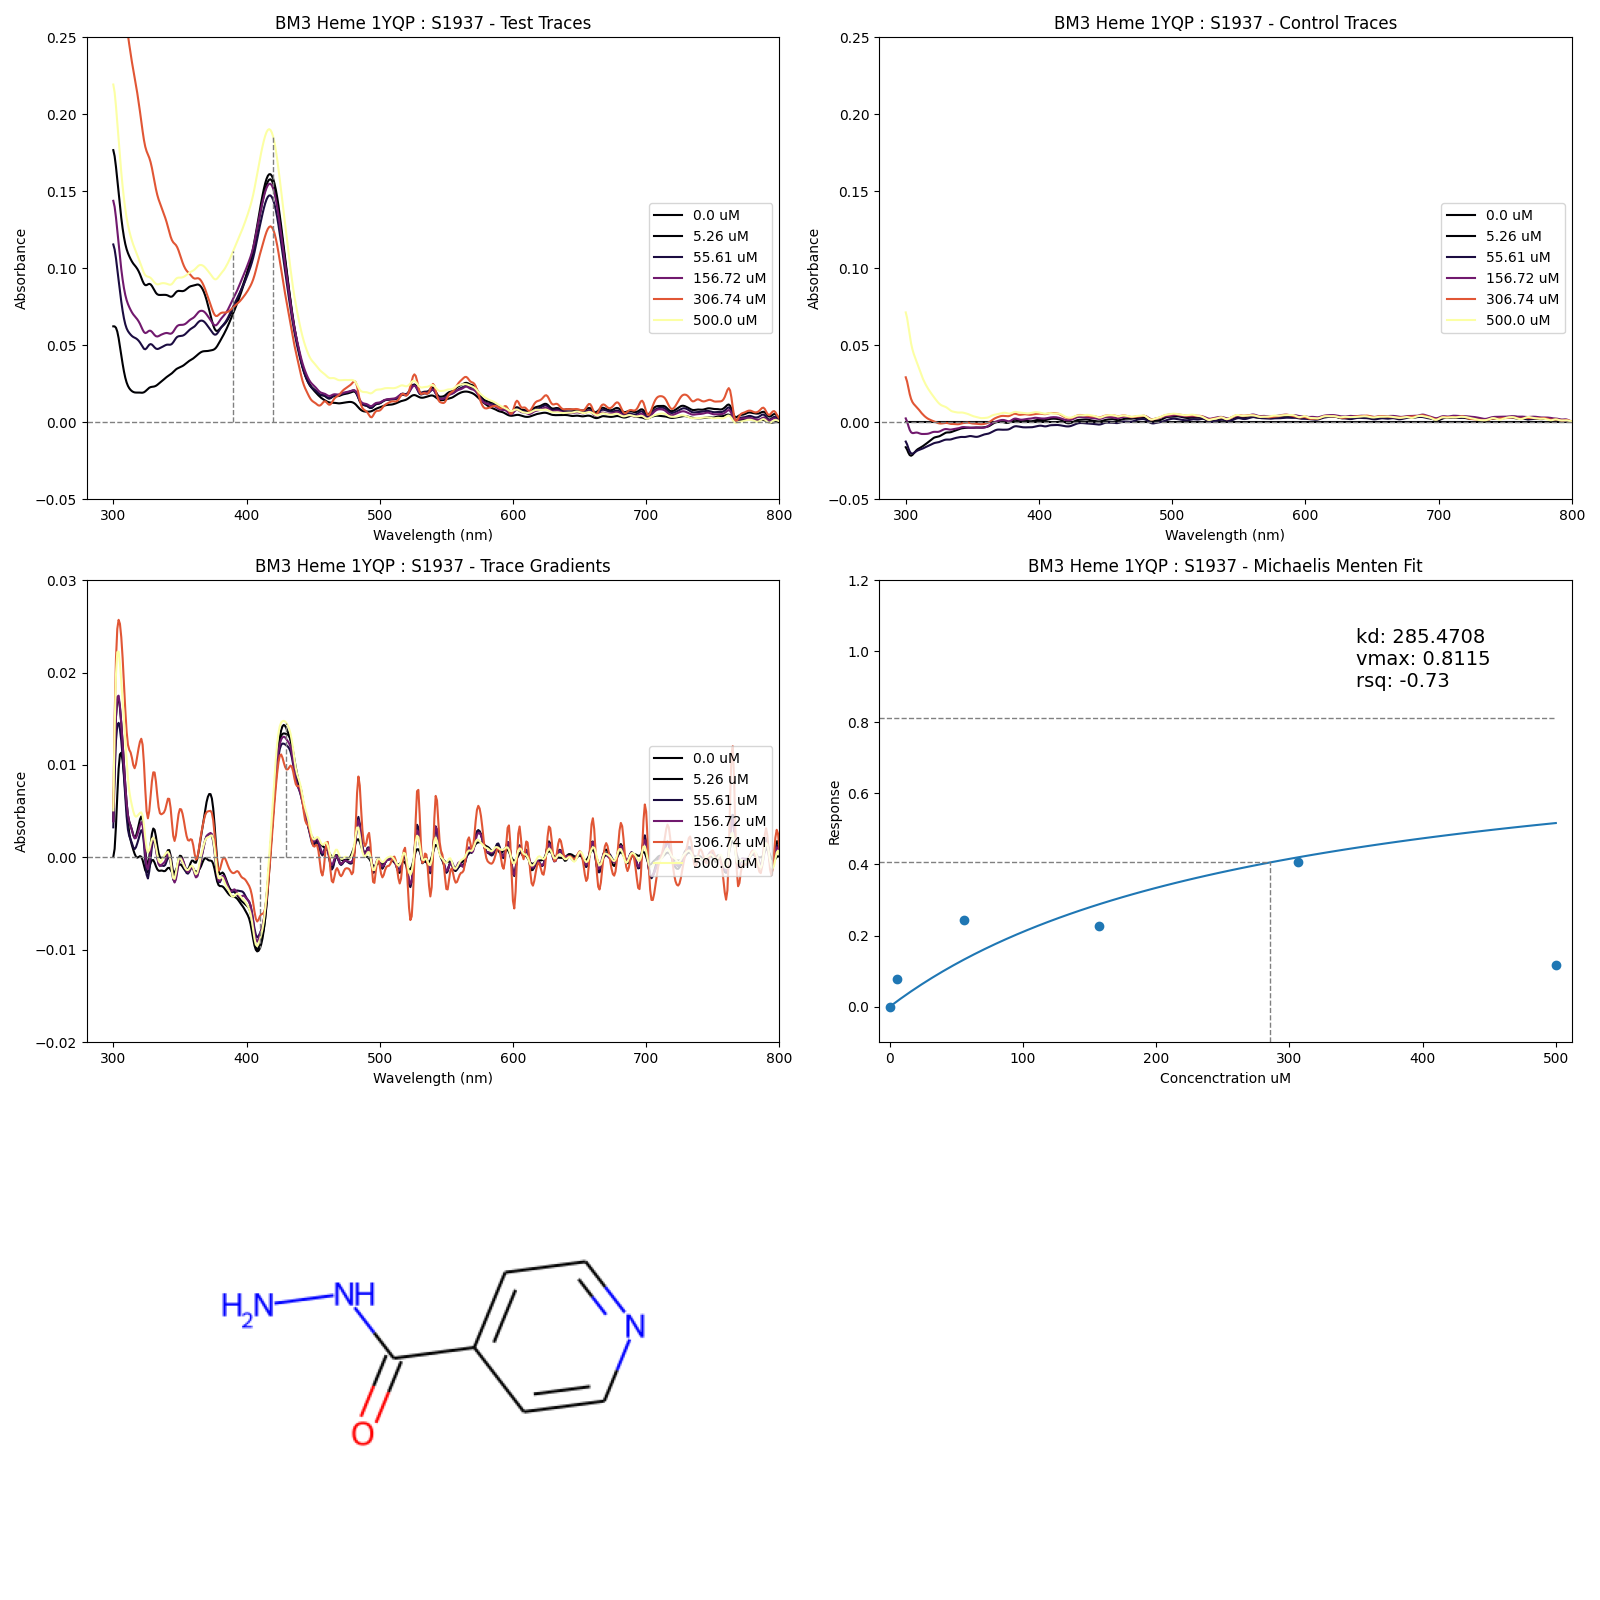 BM3 Heme 1YQP : S1937 - Test Traces
0.25
0.20
0.15
0.10
0.05
0.00
−0.05
Absorbance
300
400
500
600
700
800
Wavelength (nm)
0.0 uM
5.26 uM
55.61 uM
156.72 uM
306.74 uM
500.0 uM
BM3 Heme 1YQP : S1937 - Control Traces
0.25
0.20
0.15
0.10
0.05
0.00
−0.05
Absorbance
300
400
500
600
700
800
Wavelength (nm)
0.0 uM
5.26 uM
55.61 uM
156.72 uM
306.74 uM
500.0 uM
BM3 Heme 1YQP : S1937 - Trace Gradients
0.03
0.02
0.01
0.00
−0.01
−0.02
Absorbance
300
400
500
600
700
800
Wavelength (nm)
0.0 uM
5.26 uM
55.61 uM
156.72 uM
306.74 uM
500.0 uM
BM3 Heme 1YQP : S1937 - Michaelis Menten Fit
1.2
1.0
0.8
0.6
0.4
0.2
0.0
Response
0
100
200
300
400
500
Concenctration uM
kd: 285.4708
vmax: 0.8115
rsq: -0.73
H2N
NH
N
O